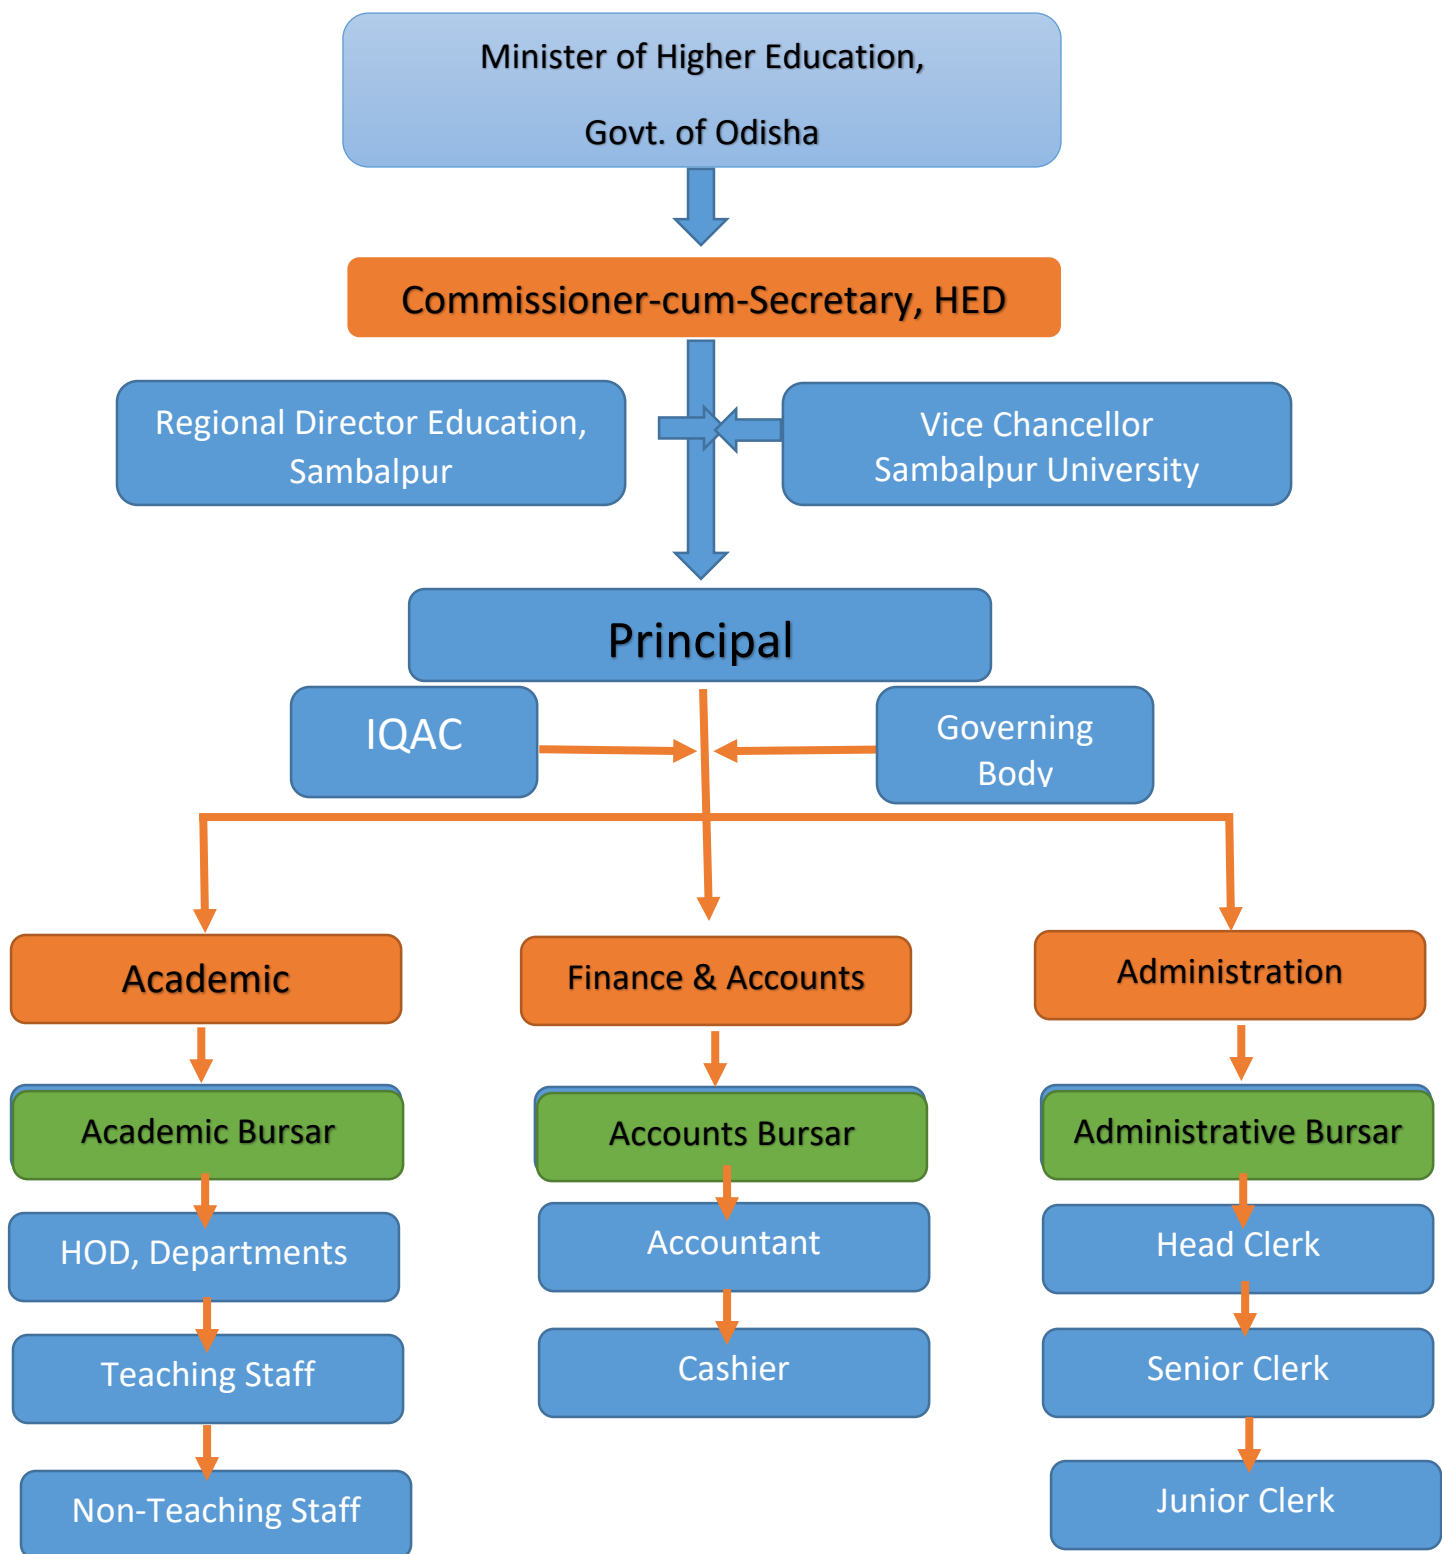 Minister of Higher Education,
Govt. of Odisha
Commissioner-cum-Secretary, HED
Regional Director Education,
Sambalpur
Vice Chancellor
Sambalpur University
Principal
IQAC
Governing
Body
Academic
Finance & Accounts
Administration
Academic Bursar
Accounts Bursar
Administrative Bursar
HOD, Departments
Accountant
Head Clerk
Teaching Staff
Cashier
Senior Clerk
Non-Teaching Staff
Junior Clerk